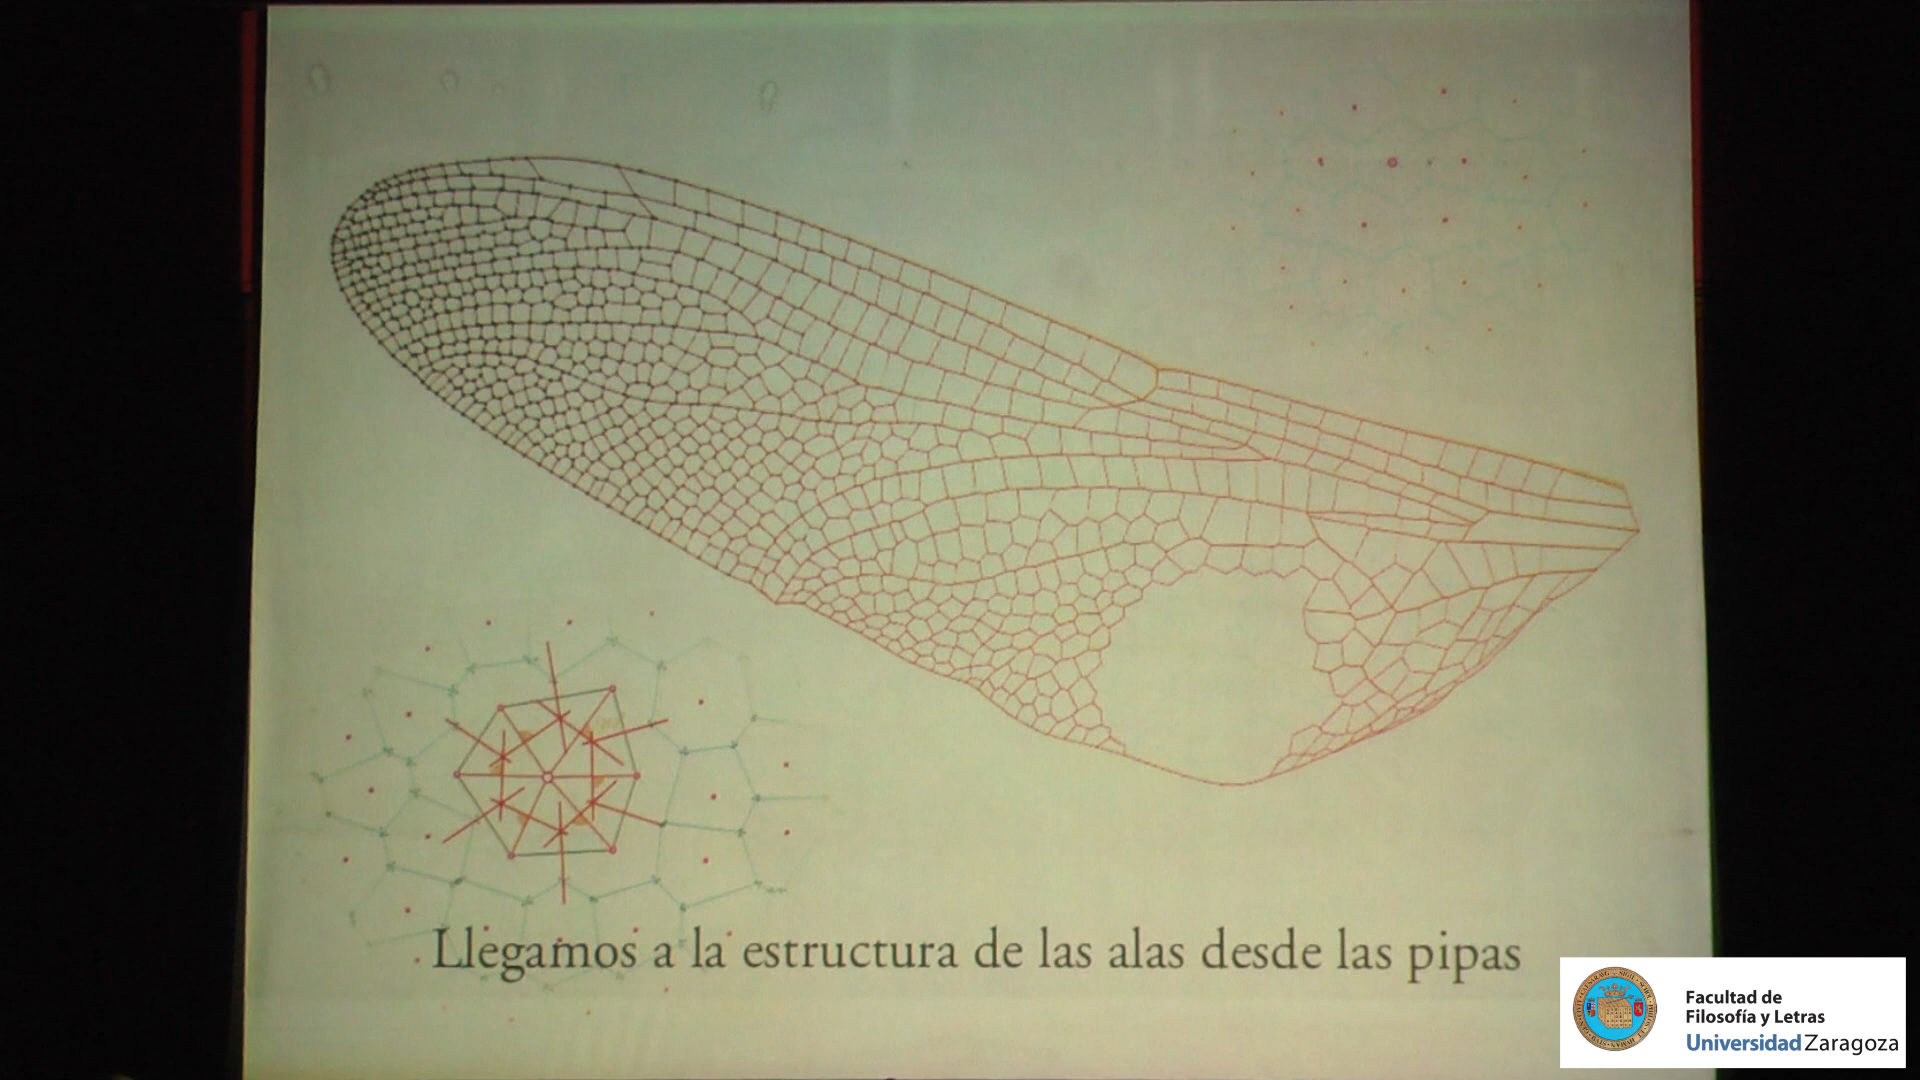 Llegamos a la estructura de las alas desde las pipas
Facultad de
Filosofía y Letras
Universidad Zaragoza